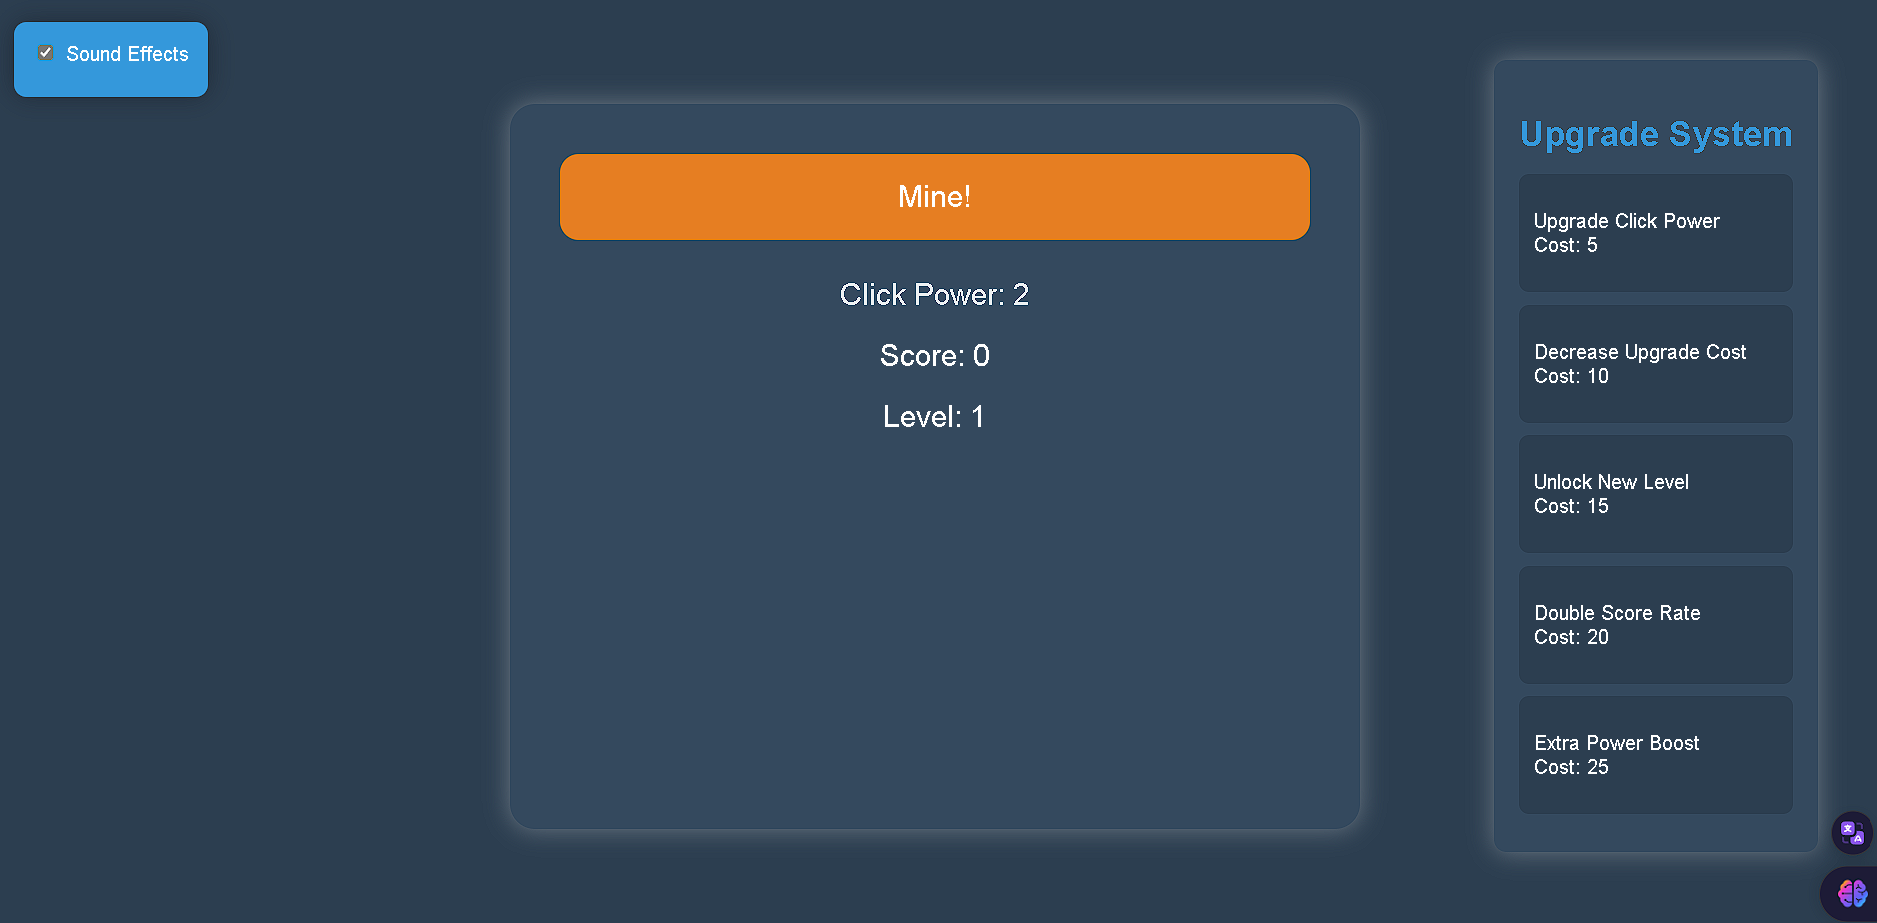 Sound Effects
Mine!
Click Power: 2
Score: 0
Level: 1
Upgrade System
Upgrade Click Power
Cost: 5
Decrease Upgrade Cost
Cost: 10
Unlock New Level
Cost: 15
Double Score Rate
Cost: 20
Extra Power Boost
Cost: 25
文
A